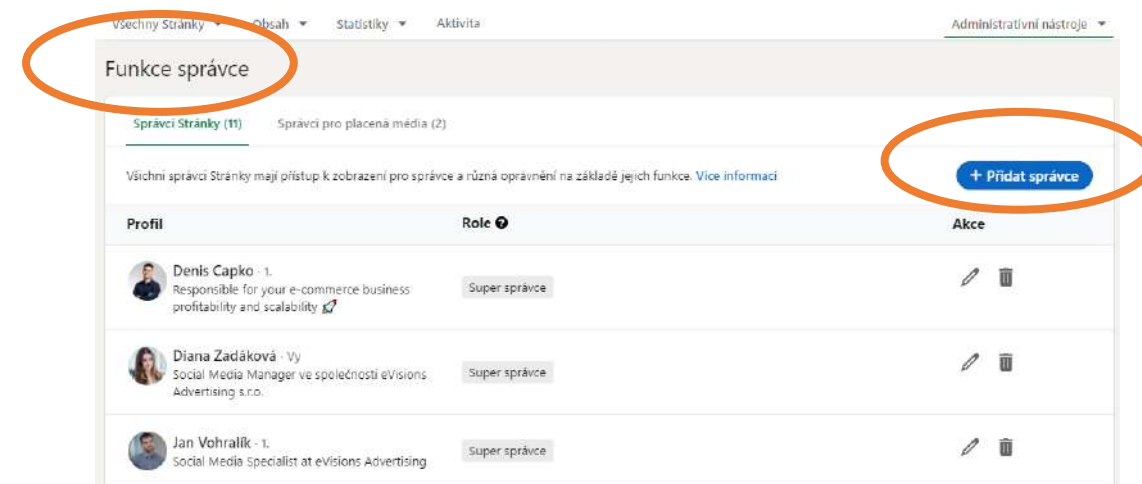 Všechny Stránky Obsah Statistiky Aktivita Administrativní nástroje
Funkce správce
Správci Stránky (11) Správci pro placená média (2)
Všichni správci Stránky mají přístup k zobrazení pro správce a různá oprávnění na základě jejich funkce. Více informací
+ Přidat správce
Profil Role Akce
Denis Capko · 1.
Responsible for your e-commerce business
profitability and scalability 🚀
Super správce
Diana Zadáková · Vy
Social Media Manager ve společnosti eVisions
Advertising s.r.o.
Super správce
Jan Vohralík · 1.
Social Media Specialist at eVisions Advertising
Super správce